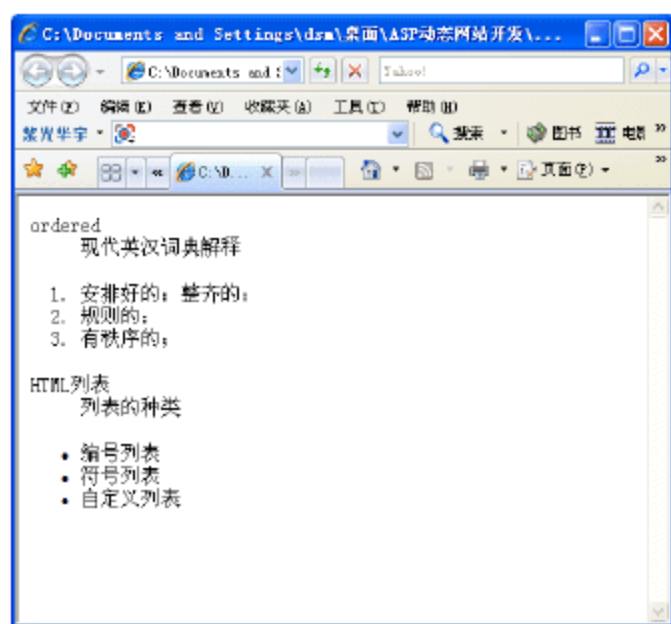 C:\Documents and Settings\dsm\桌面\ASP动态网站开发\...
C:\Documents and S
Yahoo!
文件(F) 编辑(E) 查看(V) 收藏夹(A) 工具(T) 帮助(H)
紫光华宇 搜索 图书 电影 »
« C:\D... X 页面(P) »
ordered
现代英汉词典解释
1. 安排好的；整齐的；
2. 规则的；
3. 有秩序的；
HTML列表
列表的种类
• 编号列表
• 符号列表
• 自定义列表